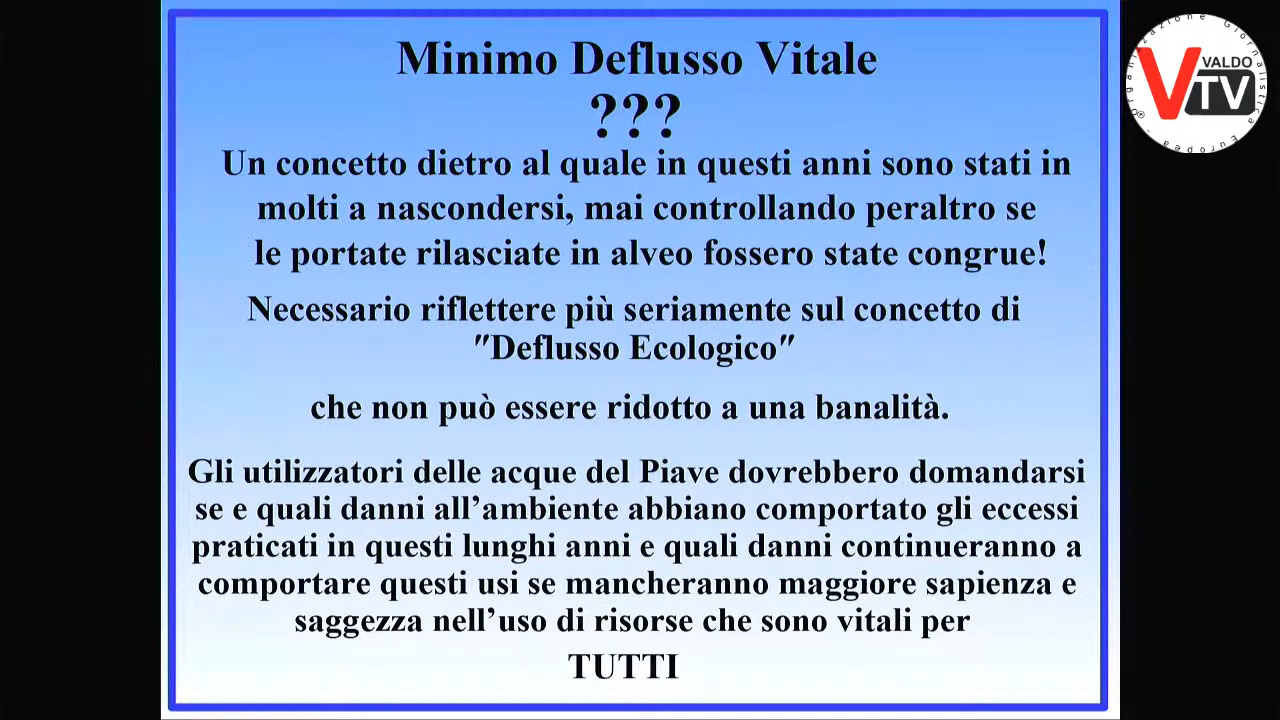 Minimo Deflusso Vitale
???
Un concetto dietro al quale in questi anni sono stati in
molti a nascondersi, mai controllando peraltro se
le portate rilasciate in alveo fossero state congrue!
Necessario riflettere più seriamente sul concetto di
"Deflusso Ecologico"
che non può essere ridotto a una banalità.
Gli utilizzatori delle acque del Piave dovrebbero domandarsi
se e quali danni all’ambiente abbiano comportato gli eccessi
praticati in questi lunghi anni e quali danni continueranno a
comportare questi usi se mancheranno maggiore sapienza e
saggezza nell’uso di risorse che sono vitali per
TUTTI
VALDO
VTV
Organizzazione Giornalistica Europea ®